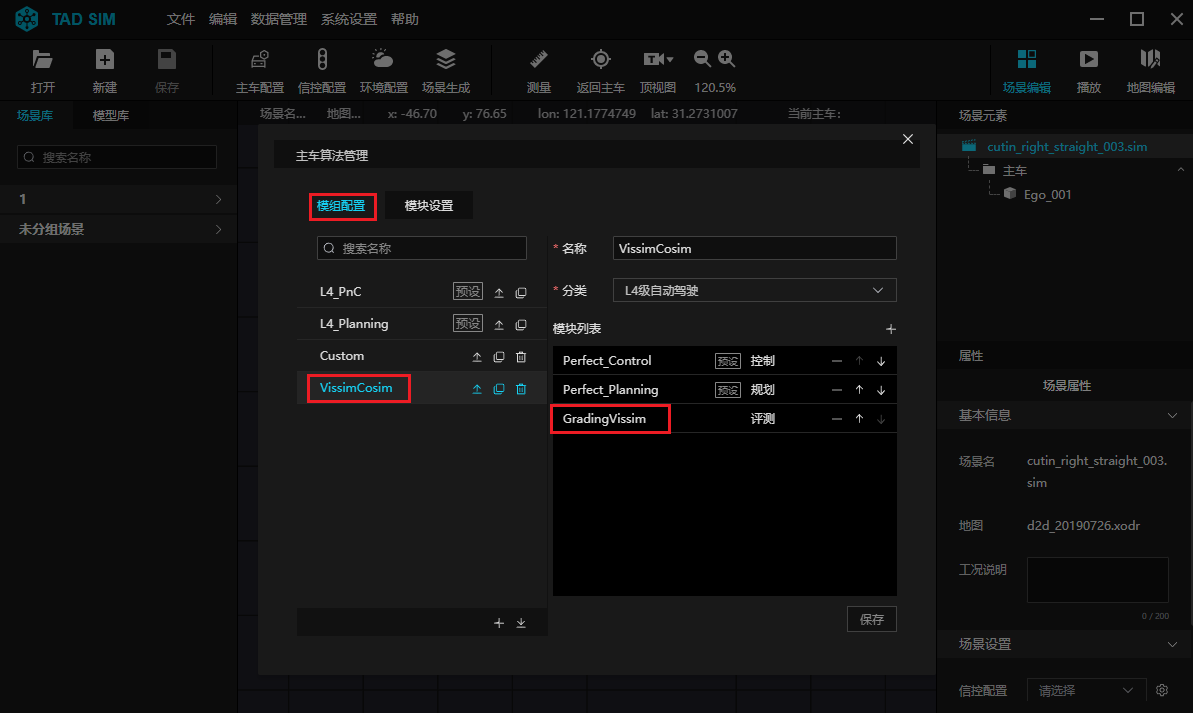 TAD SIM
文件 编辑 数据管理 系统设置 帮助
打开 新建 保存 主车配置 信控配置 环境配置 场景生成 测量 返回主车 顶视图 120.5% 场景编辑 播放 地图编辑
场景库 模型库
搜索名称
1
未分组场景
场景名... 地图... x: -46.70 y: 76.65 lon: 121.1774749 lat: 31.2731007 当前主车:
主车算法管理
模组配置 模块设置
搜索名称
L4_PnC 预设
L4_Planning 预设
Custom
VissimCosim
* 名称 VissimCosim
* 分类 L4级自动驾驶
模块列表
Perfect_Control 预设 控制
Perfect_Planning 预设 规划
GradingVissim 评测
保存
场景元素
cutin_right_straight_003.sim
主车
Ego_001
属性
场景属性
基本信息
场景名 cutin_right_straight_003.
sim
地图 d2d_20190726.xodr
工况说明
0 / 200
场景设置
信控配置 请选择